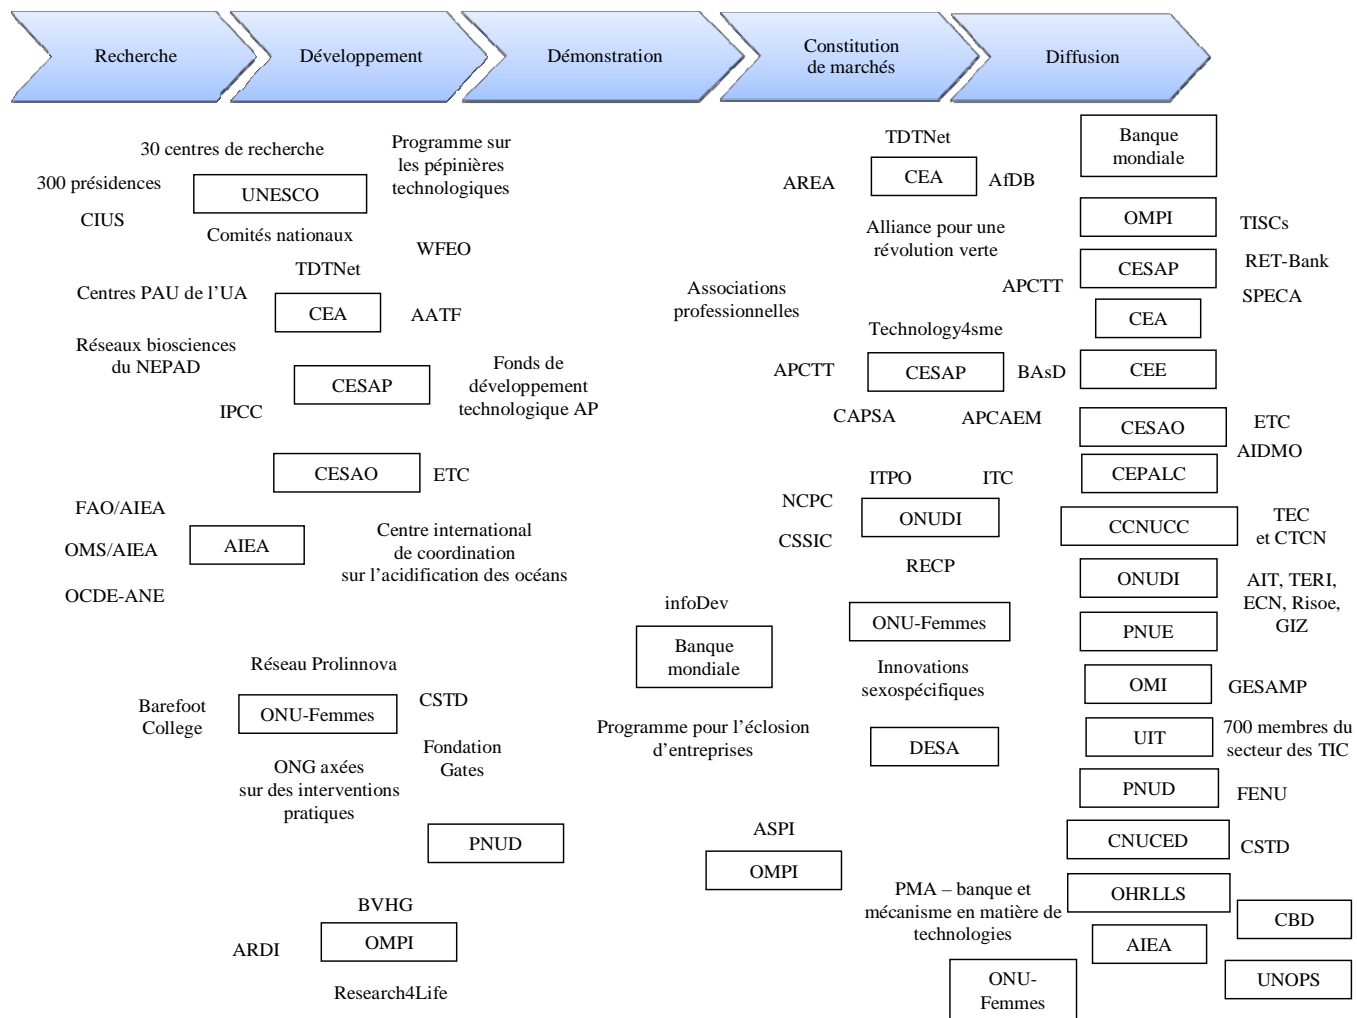 Recherche
Développement
Démonstration
Constitution
de marchés
Diffusion
30 centres de recherche
300 présidences
UNESCO
CIUS
Comités nationaux
Programme sur
les pépinières
technologiques
WFEO
TDTNet
Centres PAU de l'UA
CEA
AATF
Réseaux biosciences
du NEPAD
CESAP
Fonds de
développement
technologique AP
IPCC
CESAO
ETC
FAO/AIEA
OMS/AIEA
AIEA
OCDE-ANE
Centre international
de coordination
sur l'acidification des océans
Réseau Prolinnova
Barefoot
College
ONU-Femmes
CSTD
Fondation
Gates
ONG axées
sur des interventions
pratiques
PNUD
BVHG
ARDI
OMPI
Research4Life
TDTNet
AREA
CEA
AfDB
Alliance pour une
révolution verte
Associations
professionnelles
APCTT
Technology4sme
APCTT
CESAP
BAsD
CAPSA
APCAEM
ITPO
ITC
NCPC
ONUDI
CSSIC
RECP
infoDev
Banque
mondiale
Programme pour l'éclosion
d'entreprises
ONU-Femmes
Innovations
sexospécifiques
DESA
ASPI
OMPI
PMA – banque et
mécanisme en matière de
technologies
ONU-
Femmes
Banque
mondiale
OMPI
TISCs
CESAP
RET-Bank
SPECA
CEA
CEE
CESAO
ETC
AIDMO
CEPALC
CCNUCC
TEC
et CTCN
ONUDI
AIT, TERI,
ECN, Risoe,
GIZ
PNUE
OMI
GESAMP
UIT
700 membres du
secteur des TIC
PNUD
FENU
CNUCED
CSTD
OHRLLS
CBD
AIEA
UNOPS